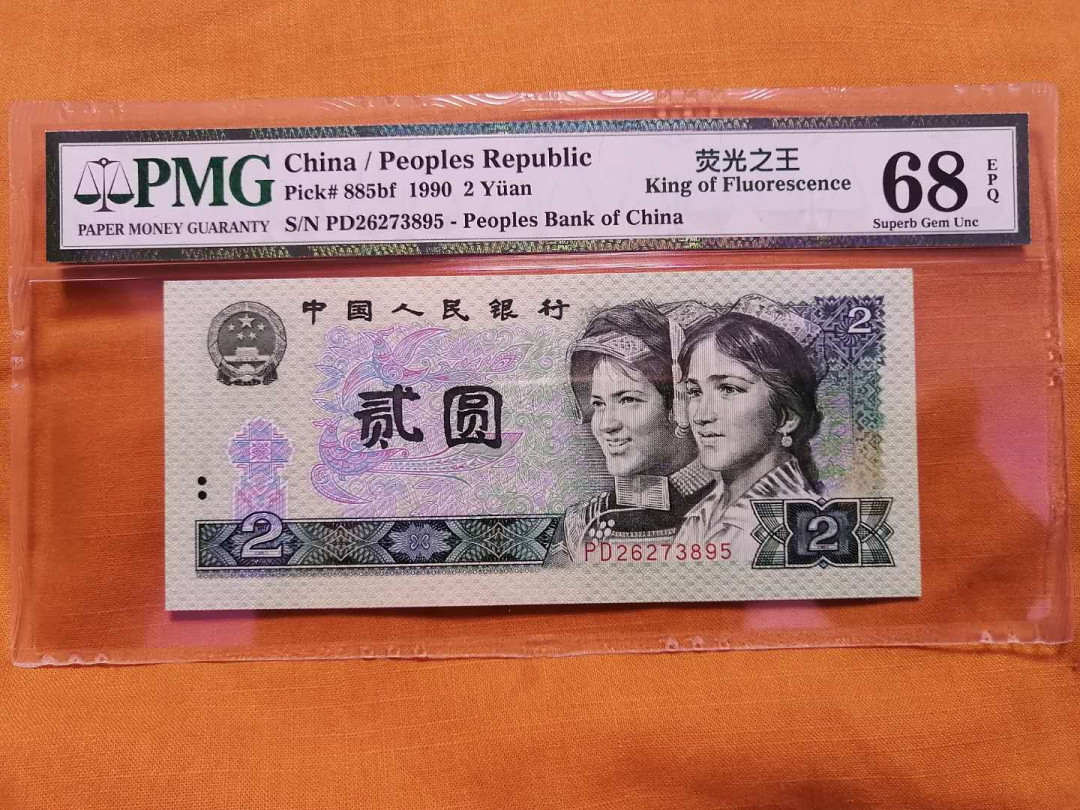 PMG
PAPER MONEY GUARANTY
China / Peoples Republic
Pick# 885bf 1990 2 Yüan
S/N PD26273895 - Peoples Bank of China
荧光之王
King of Fluorescence
68
EPQ
Superb Gem Unc
中国人民银行
2
贰圆
2
PD26273895
2